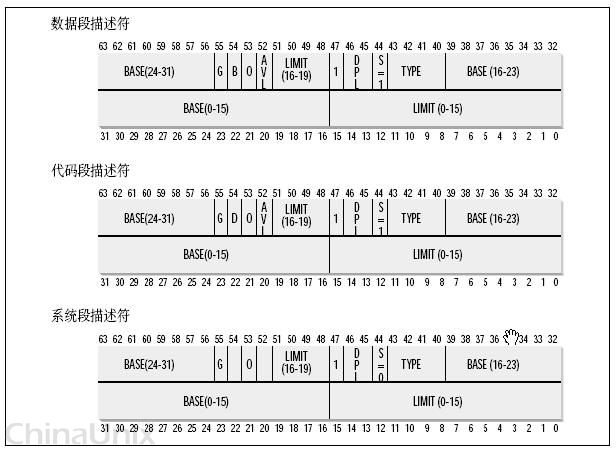 数据段描述符
63 62 61 60 59 58 57 56 55 54 53 52 51 50 49 48 47 46 45 44 43 42 41 40 39 38 37 36 35 34 33 32
BASE(24-31) G B O AVL LIMIT (16-19) 1 DPL S=1 TYPE BASE (16-23)
BASE(0-15) LIMIT (0-15)
31 30 29 28 27 26 25 24 23 22 21 20 19 18 17 16 15 14 13 12 11 10 9 8 7 6 5 4 3 2 1 0
代码段描述符
63 62 61 60 59 58 57 56 55 54 53 52 51 50 49 48 47 46 45 44 43 42 41 40 39 38 37 36 35 34 33 32
BASE(24-31) G D O AVL LIMIT (16-19) 1 DPL S=1 TYPE BASE (16-23)
BASE(0-15) LIMIT (0-15)
31 30 29 28 27 26 25 24 23 22 21 20 19 18 17 16 15 14 13 12 11 10 9 8 7 6 5 4 3 2 1 0
系统段描述符
63 62 61 60 59 58 57 56 55 54 53 52 51 50 49 48 47 46 45 44 43 42 41 40 39 38 37 36 34 33 32
BASE(24-31) G O LIMIT (16-19) 1 DPL S=0 TYPE BASE (16-23)
BASE(0-15) LIMIT (0-15)
31 30 29 28 27 26 25 24 23 22 21 20 19 18 17 16 15 14 13 12 11 10 9 8 7 6 5 4 3 2 1 0
ChinaUnix